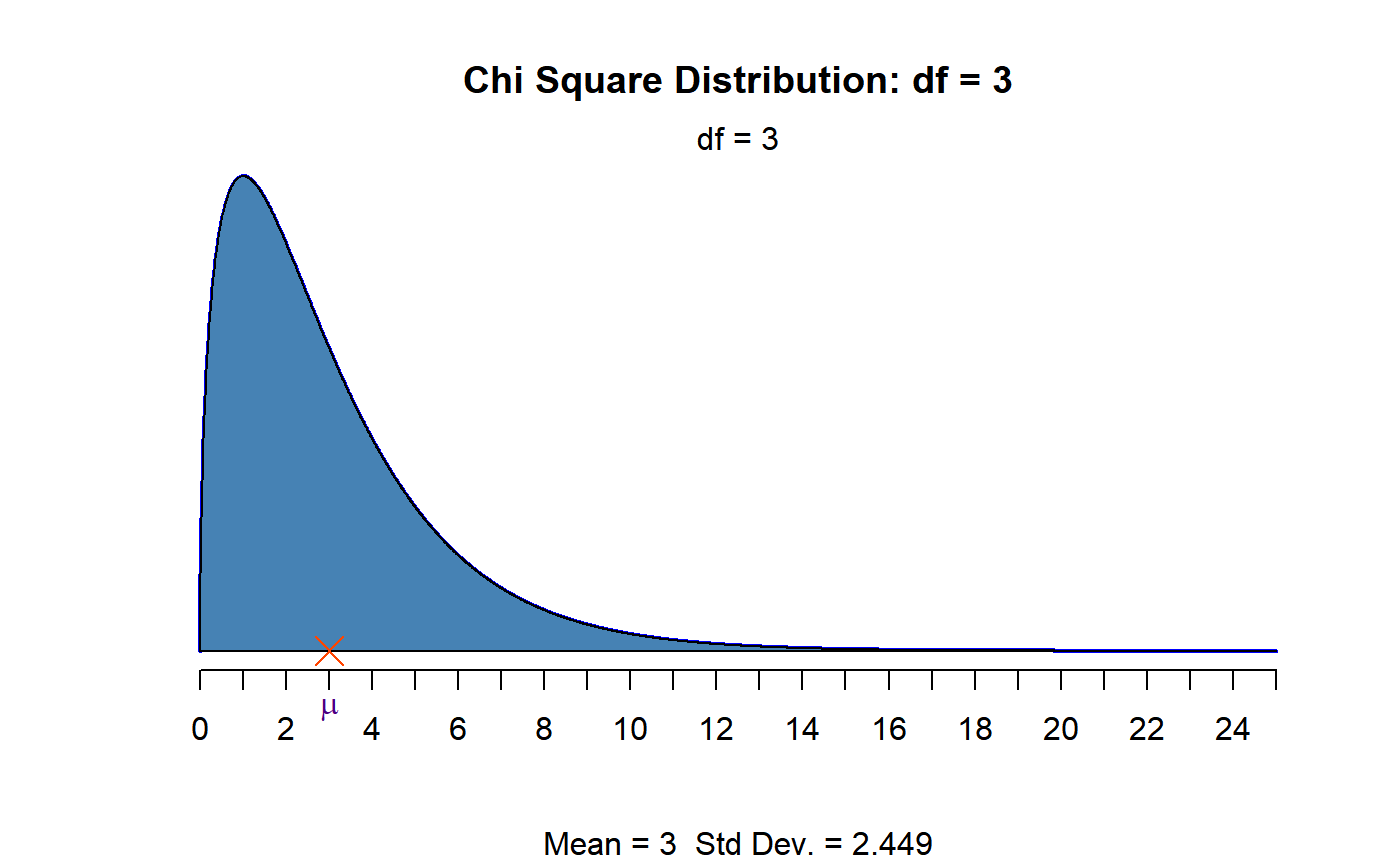 Chi Square Distribution: df = 3
df = 3
μ
0 2 4 6 8 10 12 14 16 18 20 22 24
Mean = 3 Std Dev. = 2.449